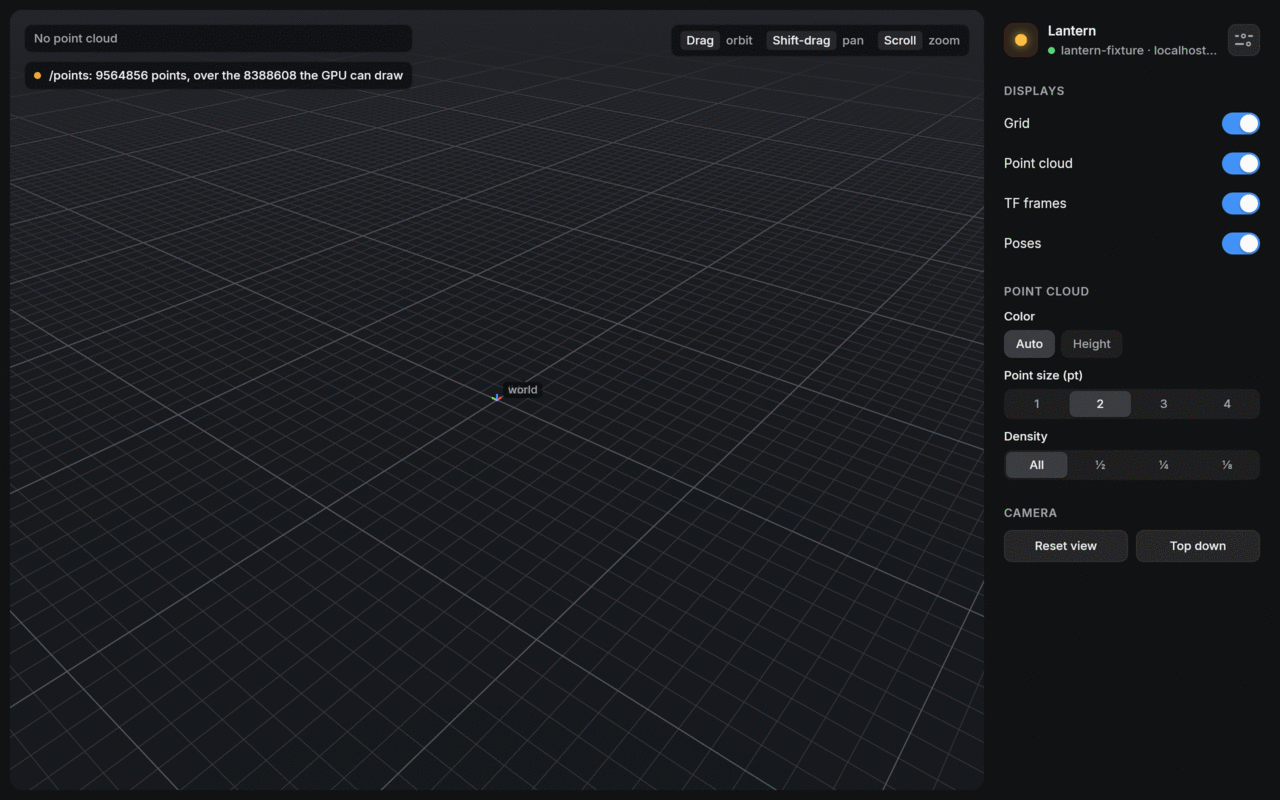 No point cloud
/points: 9564856 points, over the 8388608 the GPU can draw
Drag orbit Shift-drag pan Scroll zoom
world
Lantern
lantern-fixture · localhost...
DISPLAYS
Grid
Point cloud
TF frames
Poses
POINT CLOUD
Color
Auto Height
Point size (pt)
1 2 3 4
Density
All ½ ¼ ⅛
CAMERA
Reset view Top down